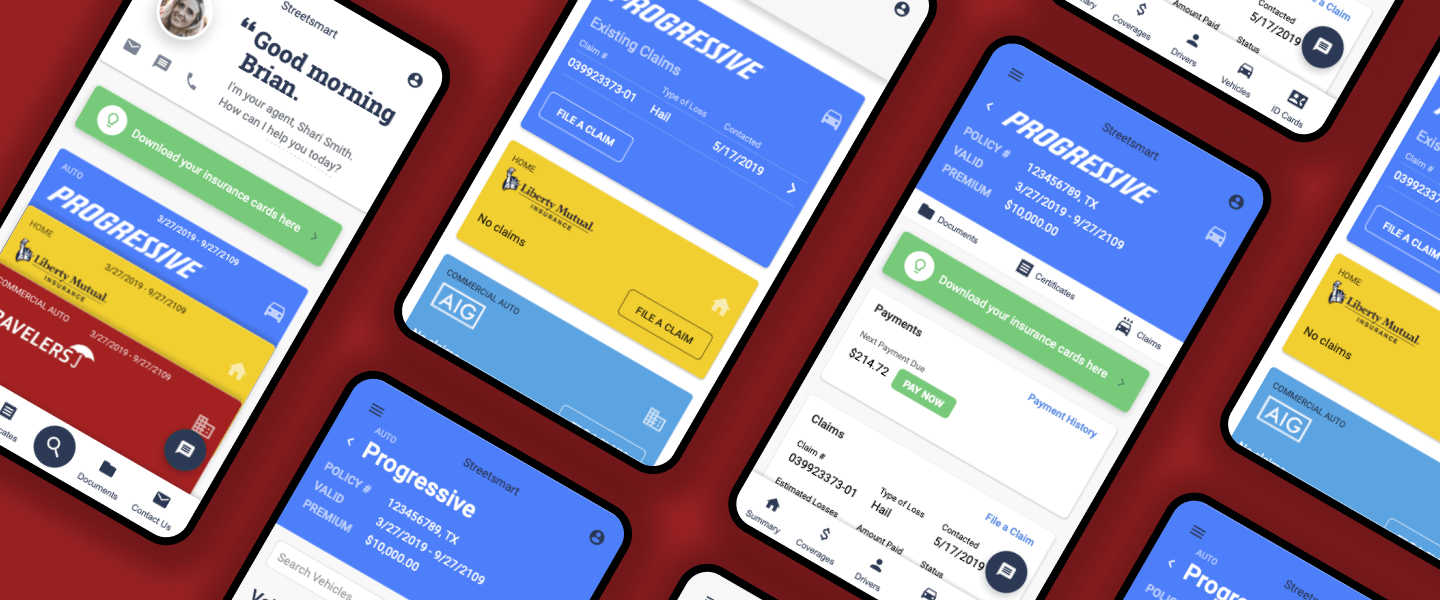 Streetsmart
“Good morning
Brian.
I'm your agent, Shari Smith.
How can I help you today?
Download your insurance cards here
AUTO
PROGRESSIVE
3/27/2019 - 9/27/2109
HOME
Liberty Mutual.
INSURANCE
3/27/2019 - 9/27/2109
COMMERCIAL AUTO
3/27/2019 - 9/27/2109
Documents
Contact Us
PROGRESSIVE
Existing Claims
Claim #
Type of Loss
Contacted
039923373-01
Hail
5/17/2019
FILE A CLAIM
HOME
Liberty Mutual.
INSURANCE
No claims
FILE A CLAIM
COMMERCIAL AUTO
AIG
AUTO
Progressive
Streetsmart
POLICY #
123456789, TX
VALID
3/27/2019 - 9/27/2109
PREMIUM
$10,000.00
Search Vehicles
Streetsmart
PROGRESSIVE
POLICY #
123456789, TX
VALID
3/27/2019 - 9/27/2109
PREMIUM
$10,000.00
Documents
Certificates
Claims
Download your insurance cards here
Payments
Next Payment Due
$214.72
PAY NOW
Payment History
Claims
Claim #
Type of Loss
Contacted
039923373-01
Hail
5/17/2019
File a Claim
Estimated Losses
Amount Paid
Status
Summary
Coverages
Drivers
Contacted
5/17/2019
Amount Paid
Status
Coverages
Drivers
Vehicles
ID Cards
Claim #
FILE A CLAIM
HOME
Liberty Mutual.
INSURANCE
No claims
COMMERCIAL AUTO
AIG
AUTO
POLICY #